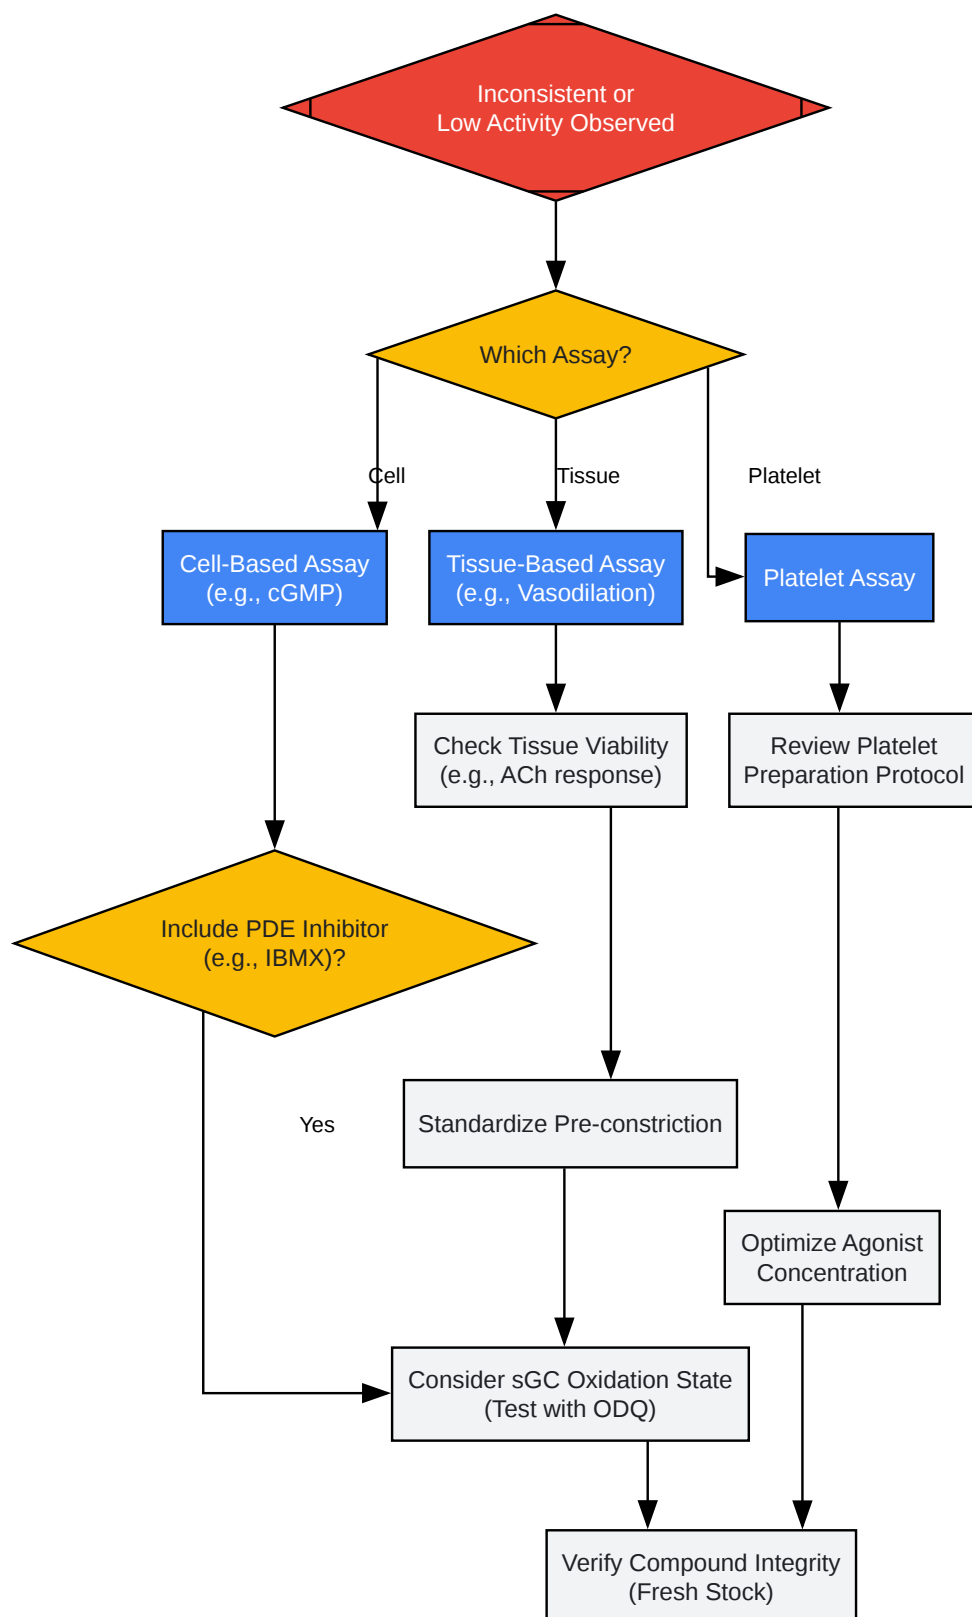 Inconsistent or
Low Activity Observed
Which Assay?
Cell
Tissue
Platelet
Cell-Based Assay
(e.g., cGMP)
Tissue-Based Assay
(e.g., Vasodilation)
Platelet Assay
Check Tissue Viability
(e.g., ACh response)
Review Platelet
Preparation Protocol
Include PDE Inhibitor
(e.g., IBMX)?
Yes
Standardize Pre-constriction
Optimize Agonist
Concentration
Consider sGC Oxidation State
(Test with ODQ)
Verify Compound Integrity
(Fresh Stock)